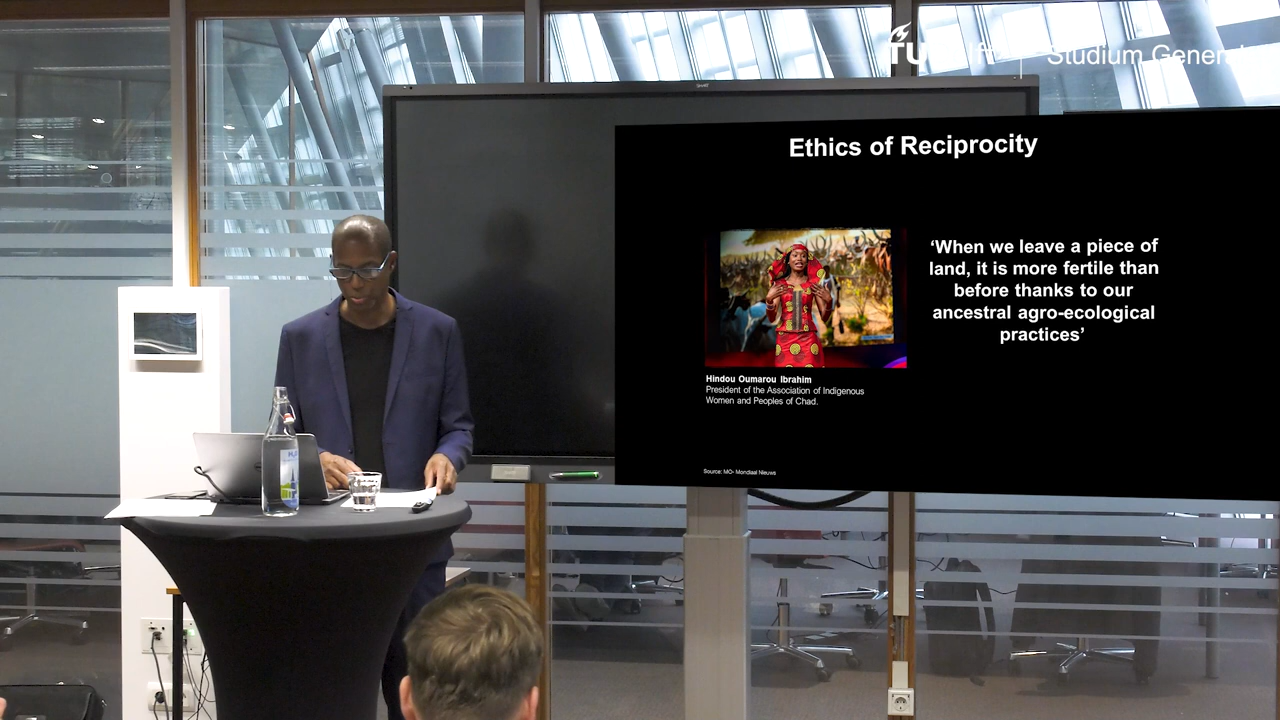 TU Delft
Studium Generale
Ethics of Reciprocity
‘When we leave a piece of
land, it is more fertile than
before thanks to our
ancestral agro-ecological
practices’
Hindou Oumarou Ibrahim
President of the Association of Indigenous
Women and Peoples of Chad.
Source: MO- Mondiaal Nieuws